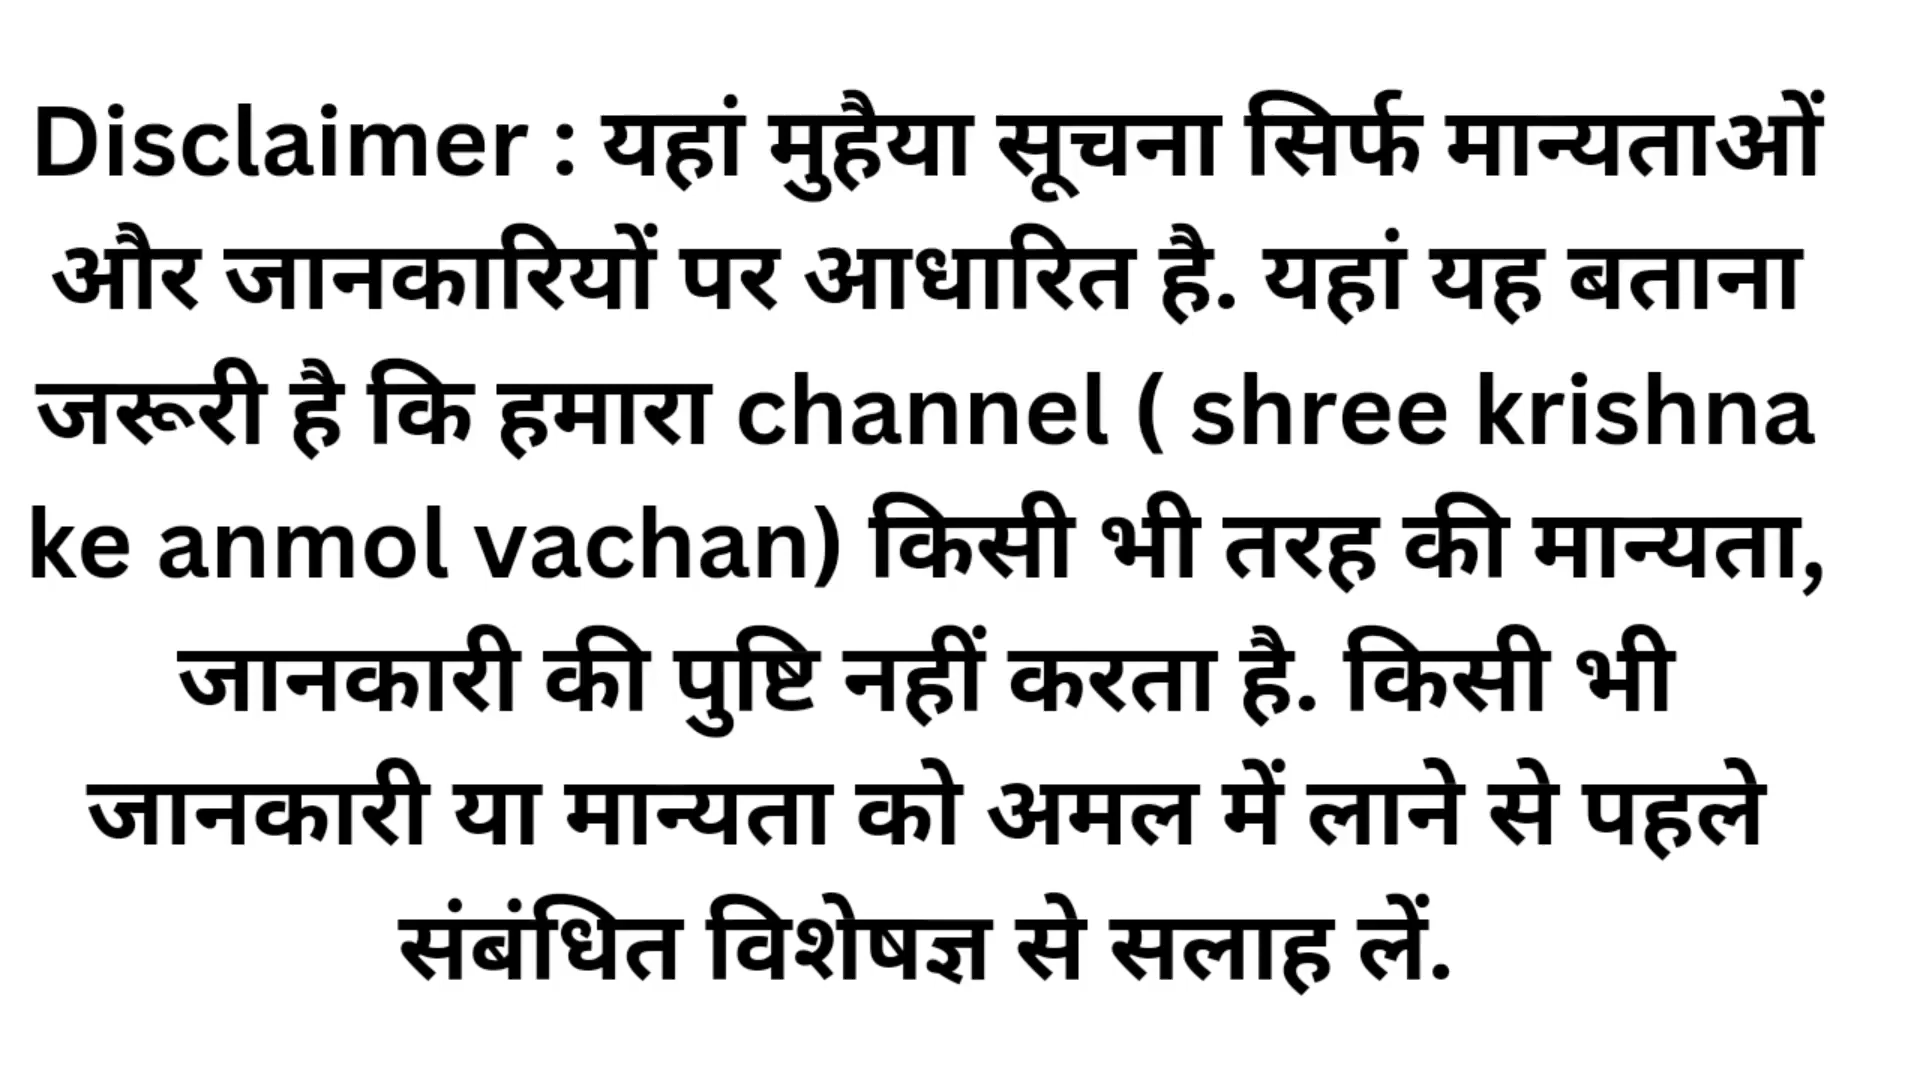 Disclaimer : यहां मुहैया सूचना सिर्फ मान्यताओं
और जानकारियों पर आधारित है. यहां यह बताना
जरूरी है कि हमारा channel ( shree krishna
ke anmol vachan) किसी भी तरह की मान्यता,
जानकारी की पुष्टि नहीं करता है. किसी भी
जानकारी या मान्यता को अमल में लाने से पहले
संबंधित विशेषज्ञ से सलाह लें.